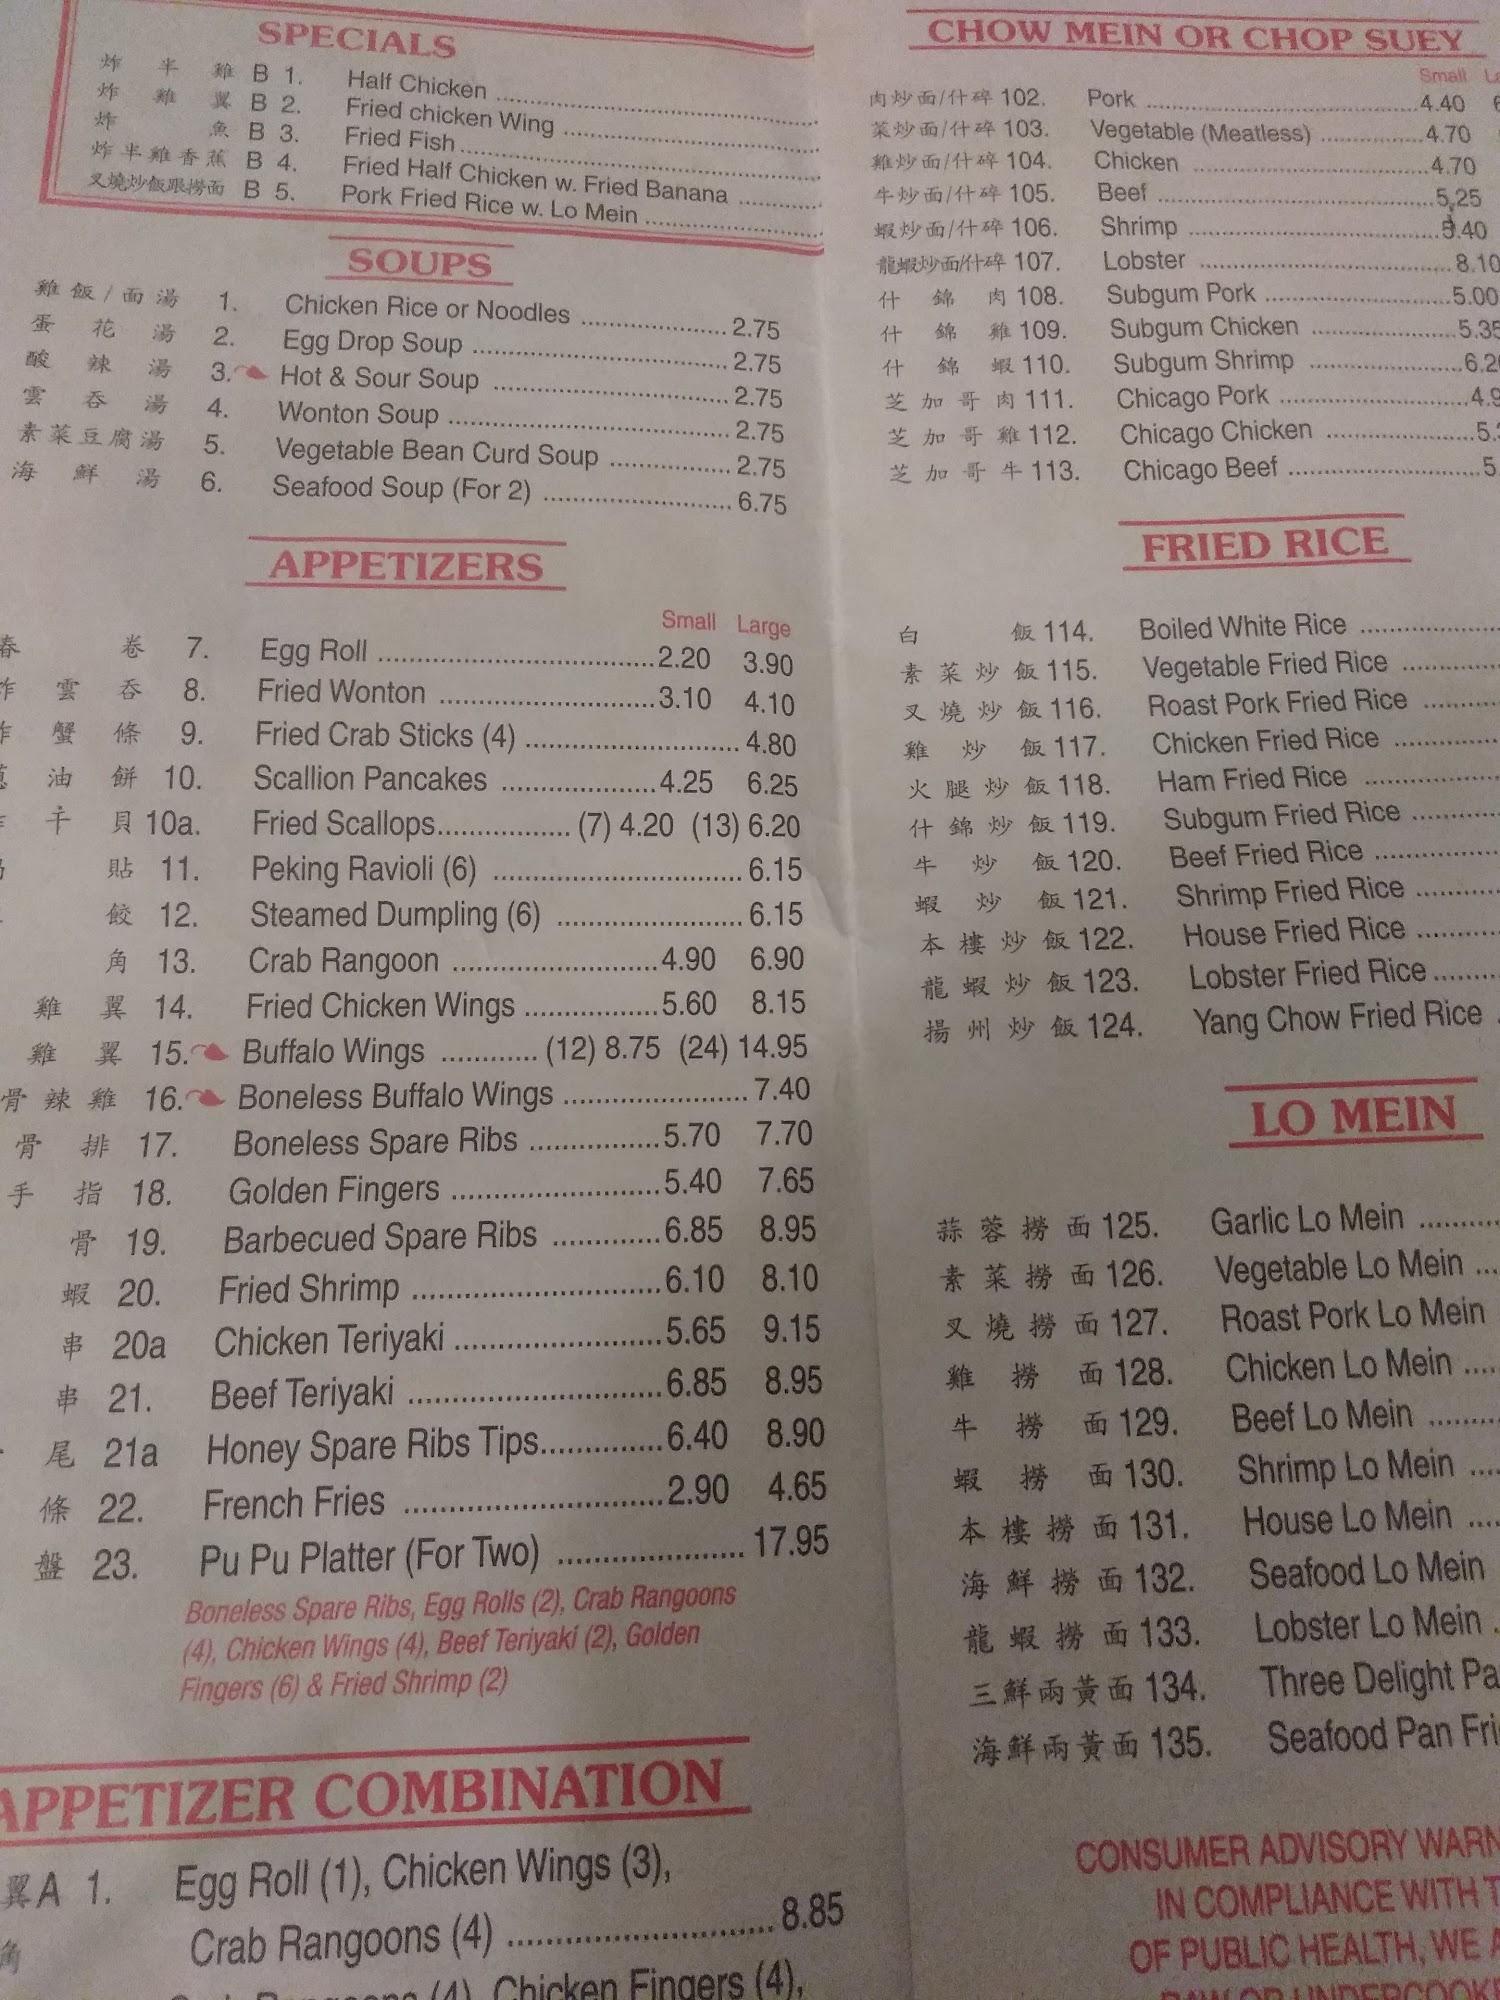 SPECIALS
炸半雞 B 1. Half Chicken
炸雞翼 B 2. Fried chicken Wing
炸魚 B 3. Fried Fish
炸半雞香蕉 B 4. Fried Half Chicken w. Fried Banana
叉燒炒飯跟撈面 B 5. Pork Fried Rice w. Lo Mein
SOUPS
雞飯/面湯 1. Chicken Rice or Noodles 2.75
蛋花湯 2. Egg Drop Soup 2.75
酸辣湯 3. Hot & Sour Soup 2.75
雲吞湯 4. Wonton Soup 2.75
素菜豆腐湯 5. Vegetable Bean Curd Soup 2.75
海鮮湯 6. Seafood Soup (For 2) 6.75
APPETIZERS
Small Large
春卷 7. Egg Roll 2.20 3.90
炸雲吞 8. Fried Wonton 3.10 4.10
炸蟹條 9. Fried Crab Sticks (4) 4.80
油餅 10. Scallion Pancakes 4.25 6.25
干貝 10a. Fried Scallops (7) 4.20 (13) 6.20
貼 11. Peking Ravioli (6) 6.15
餃 12. Steamed Dumpling (6) 6.15
角 13. Crab Rangoon 4.90 6.90
雞翼 14. Fried Chicken Wings 5.60 8.15
雞翼 15. Buffalo Wings (12) 8.75 (24) 14.95
骨辣雞 16. Boneless Buffalo Wings 7.40
骨排 17. Boneless Spare Ribs 5.70 7.70
手指 18. Golden Fingers 5.40 7.65
骨 19. Barbecued Spare Ribs 6.85 8.95
蝦 20. Fried Shrimp 6.10 8.10
串 20a Chicken Teriyaki 5.65 9.15
串 21. Beef Teriyaki 6.85 8.95
尾 21a Honey Spare Ribs Tips 6.40 8.90
條 22. French Fries 2.90 4.65
盤 23. Pu Pu Platter (For Two) 17.95
Boneless Spare Ribs, Egg Rolls (2), Crab Rangoons
(4), Chicken Wings (4), Beef Teriyaki (2), Golden
Fingers (6) & Fried Shrimp (2)
APPETIZER COMBINATION
翼 A 1. Egg Roll (1), Chicken Wings (3),
角 Crab Rangoons (4) 8.85
Chicken Fingers (4),
CHOW MEIN OR CHOP SUEY
Small
肉炒面/什碎 102. Pork 4.40
菜炒面/什碎 103. Vegetable (Meatless) 4.70
雞炒面/什碎 104. Chicken 4.70
牛炒面/什碎 105. Beef 5.25
蝦炒面/什碎 106. Shrimp 5.40
龍蝦炒面/什碎 107. Lobster 8.10
什錦肉 108. Subgum Pork 5.00
什錦雞 109. Subgum Chicken 5.35
什錦蝦 110. Subgum Shrimp 6.20
芝加哥肉 111. Chicago Pork 4.9
芝加哥雞 112. Chicago Chicken 5.
芝加哥牛 113. Chicago Beef 5.
FRIED RICE
白飯 114. Boiled White Rice
素菜炒飯 115. Vegetable Fried Rice
叉燒炒飯 116. Roast Pork Fried Rice
雞炒飯 117. Chicken Fried Rice
火腿炒飯 118. Ham Fried Rice
什錦炒飯 119. Subgum Fried Rice
牛炒飯 120. Beef Fried Rice
蝦炒飯 121. Shrimp Fried Rice
本樓炒飯 122. House Fried Rice
龍蝦炒飯 123. Lobster Fried Rice
揚州炒飯 124. Yang Chow Fried Rice
LO MEIN
蒜蓉撈面 125. Garlic Lo Mein
素菜撈面 126. Vegetable Lo Mein
叉燒撈面 127. Roast Pork Lo Mein
雞撈面 128. Chicken Lo Mein
牛撈面 129. Beef Lo Mein
蝦撈面 130. Shrimp Lo Mein
本樓撈面 131. House Lo Mein
海鮮撈面 132. Seafood Lo Mein
龍蝦撈面 133. Lobster Lo Mein
三鮮兩黃面 134. Three Delight Pa
海鮮兩黃面 135. Seafood Pan Fri
CONSUMER ADVISORY WARN
IN COMPLIANCE WITH T
OF PUBLIC HEALTH, WE A
RAW OR UNDERCOOKE